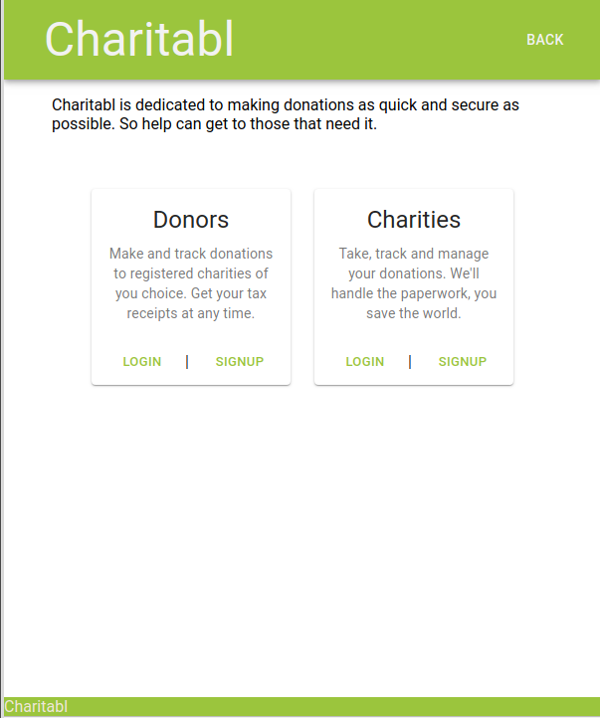 Charitabl
BACK
Charitabl is dedicated to making donations as quick and secure as
possible. So help can get to those that need it.
Donors
Make and track donations
to registered charities of
you choice. Get your tax
receipts at any time.
LOGIN | SIGNUP
Charities
Take, track and manage
your donations. We'll
handle the paperwork, you
save the world.
LOGIN | SIGNUP
Charitabl